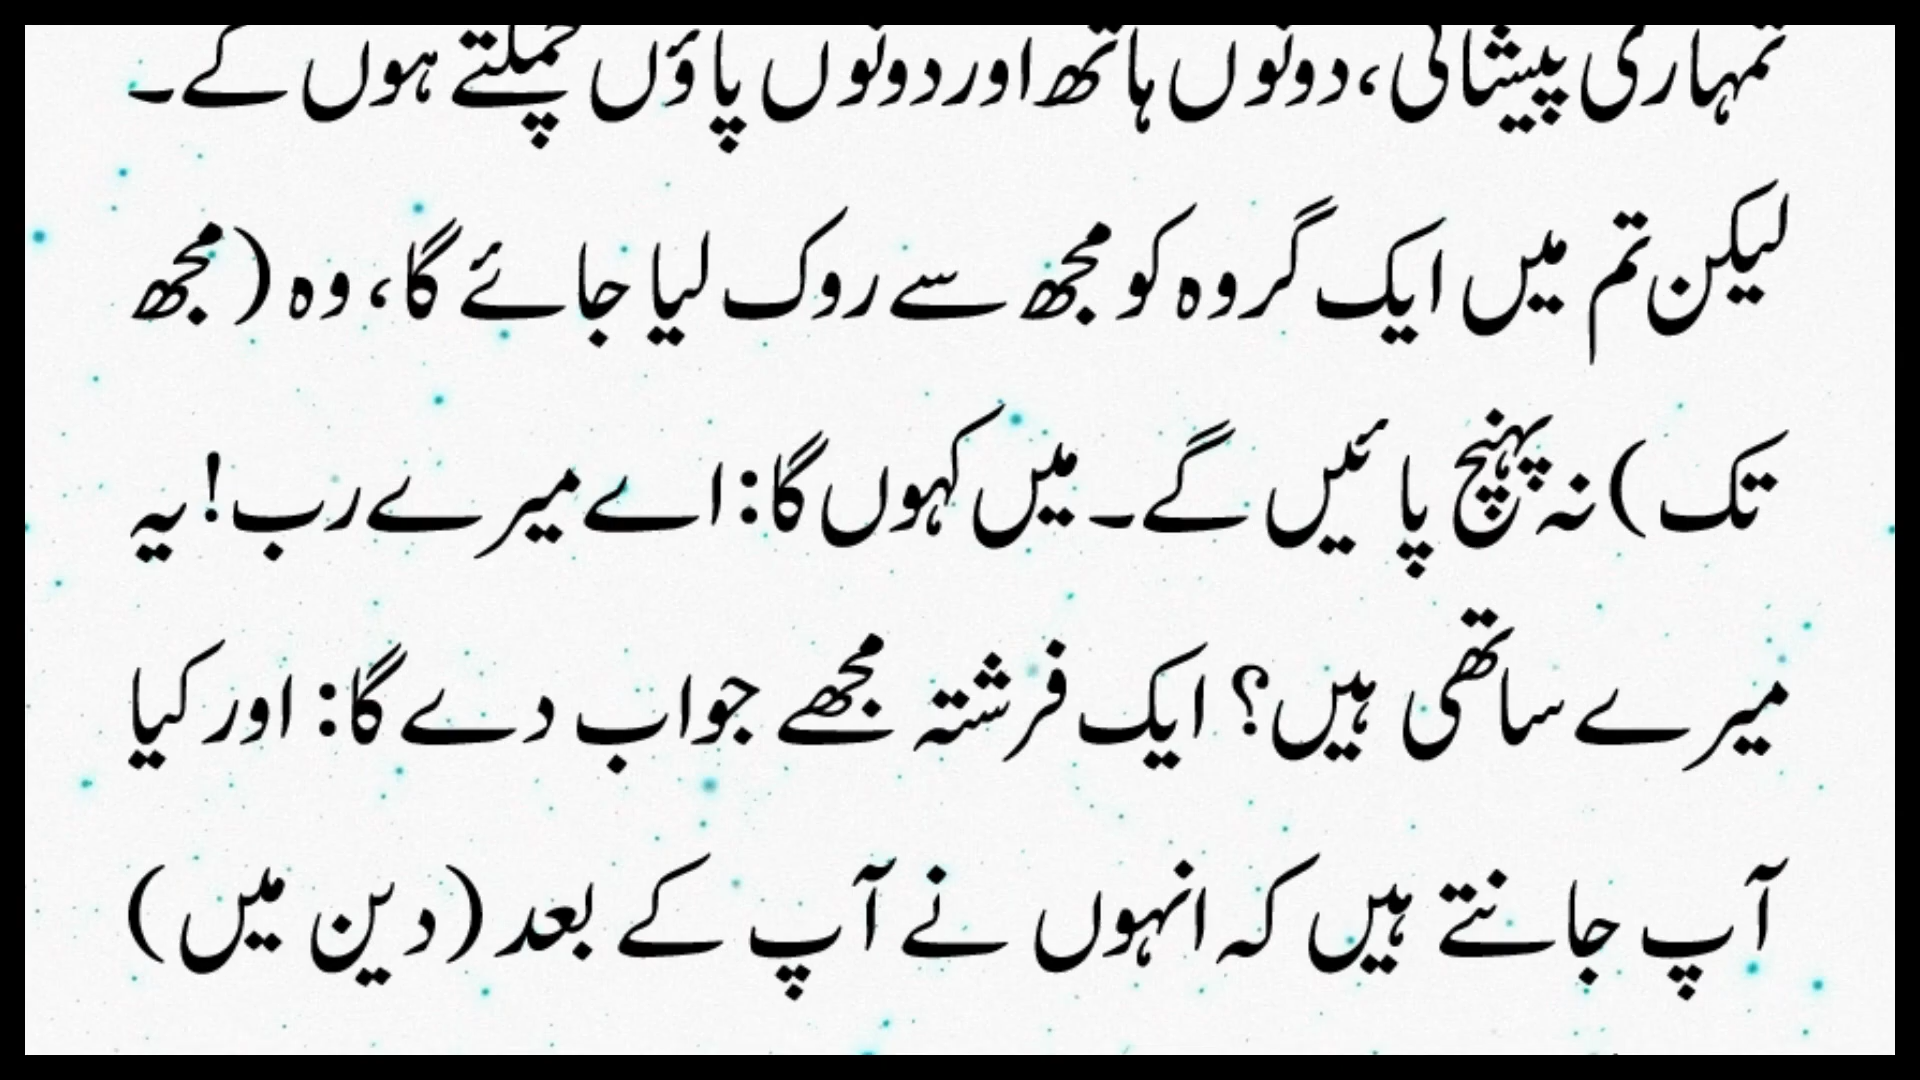 تمہاری پیشانی، دونوں ہاتھ اور دونوں پاؤں چمکتے ہوں گے۔
لیکن تم میں ایک گروہ کو مجھ سے روک لیا جائے گا، وہ (مجھ
تک) نہ پہنچ پائیں گے۔ میں کہوں گا: اے میرے رب! یہ
میرے ساتھی ہیں؟ ایک فرشتہ مجھے جواب دے گا: اور کیا
آپ جانتے ہیں کہ انہوں نے آپ کے بعد (دین میں)